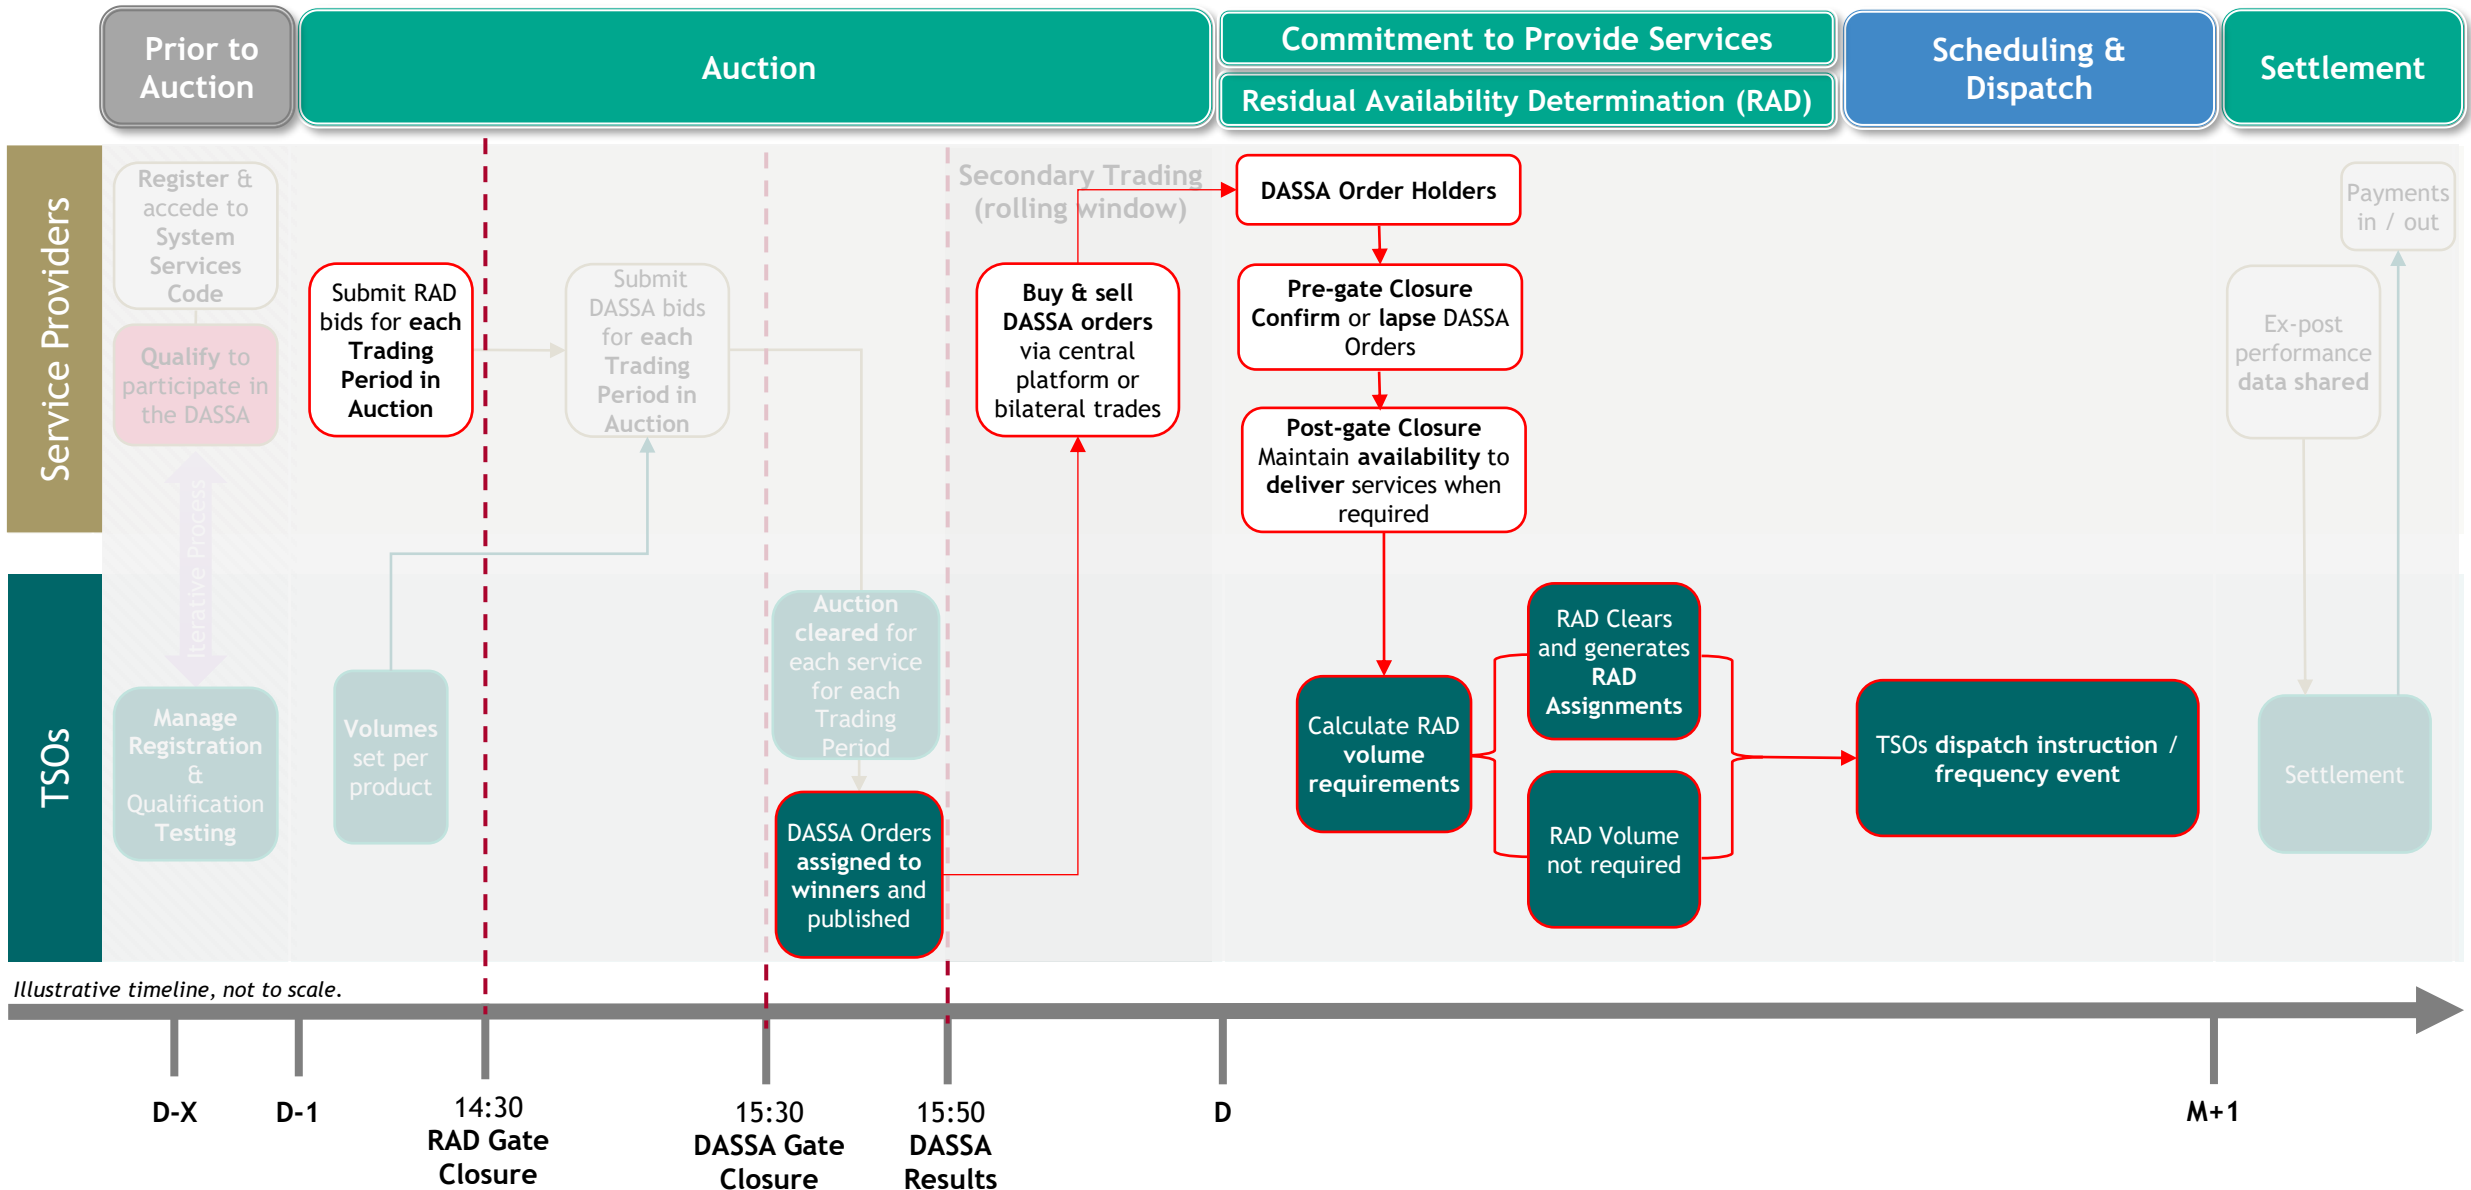 Prior to
Auction
Auction
Commitment to Provide Services
Residual Availability Determination (RAD)
Scheduling &
Dispatch
Settlement
Service Providers
Register &
accede to
System
Services
Code
Qualify to
participate in
the DASSA
Iterative Process
Submit RAD
bids for each
Trading
Period in
Auction
Submit
DASSA bids
for each
Trading
Period in
Auction
Secondary Trading
(rolling window)
Buy & sell
DASSA orders
via central
platform or
bilateral trades
DASSA Order Holders
Pre-gate Closure
Confirm or lapse DASSA
Orders
Post-gate Closure
Maintain availability to
deliver services when
required
Payments
in / out
Ex-post
performance
data shared
TSOs
Manage
Registration
&
Qualification
Testing
Volumes
set per
product
Auction
cleared for
each service
for each
Trading
Period
DASSA Orders
assigned to
winners and
published
Calculate RAD
volume
requirements
RAD Clears
and generates
RAD
Assignments
RAD Volume
not required
TSOs dispatch instruction /
frequency event
Settlement
Illustrative timeline, not to scale.
D-X
D-1
14:30
RAD Gate
Closure
15:30
DASSA Gate
Closure
15:50
DASSA
Results
D
M+1